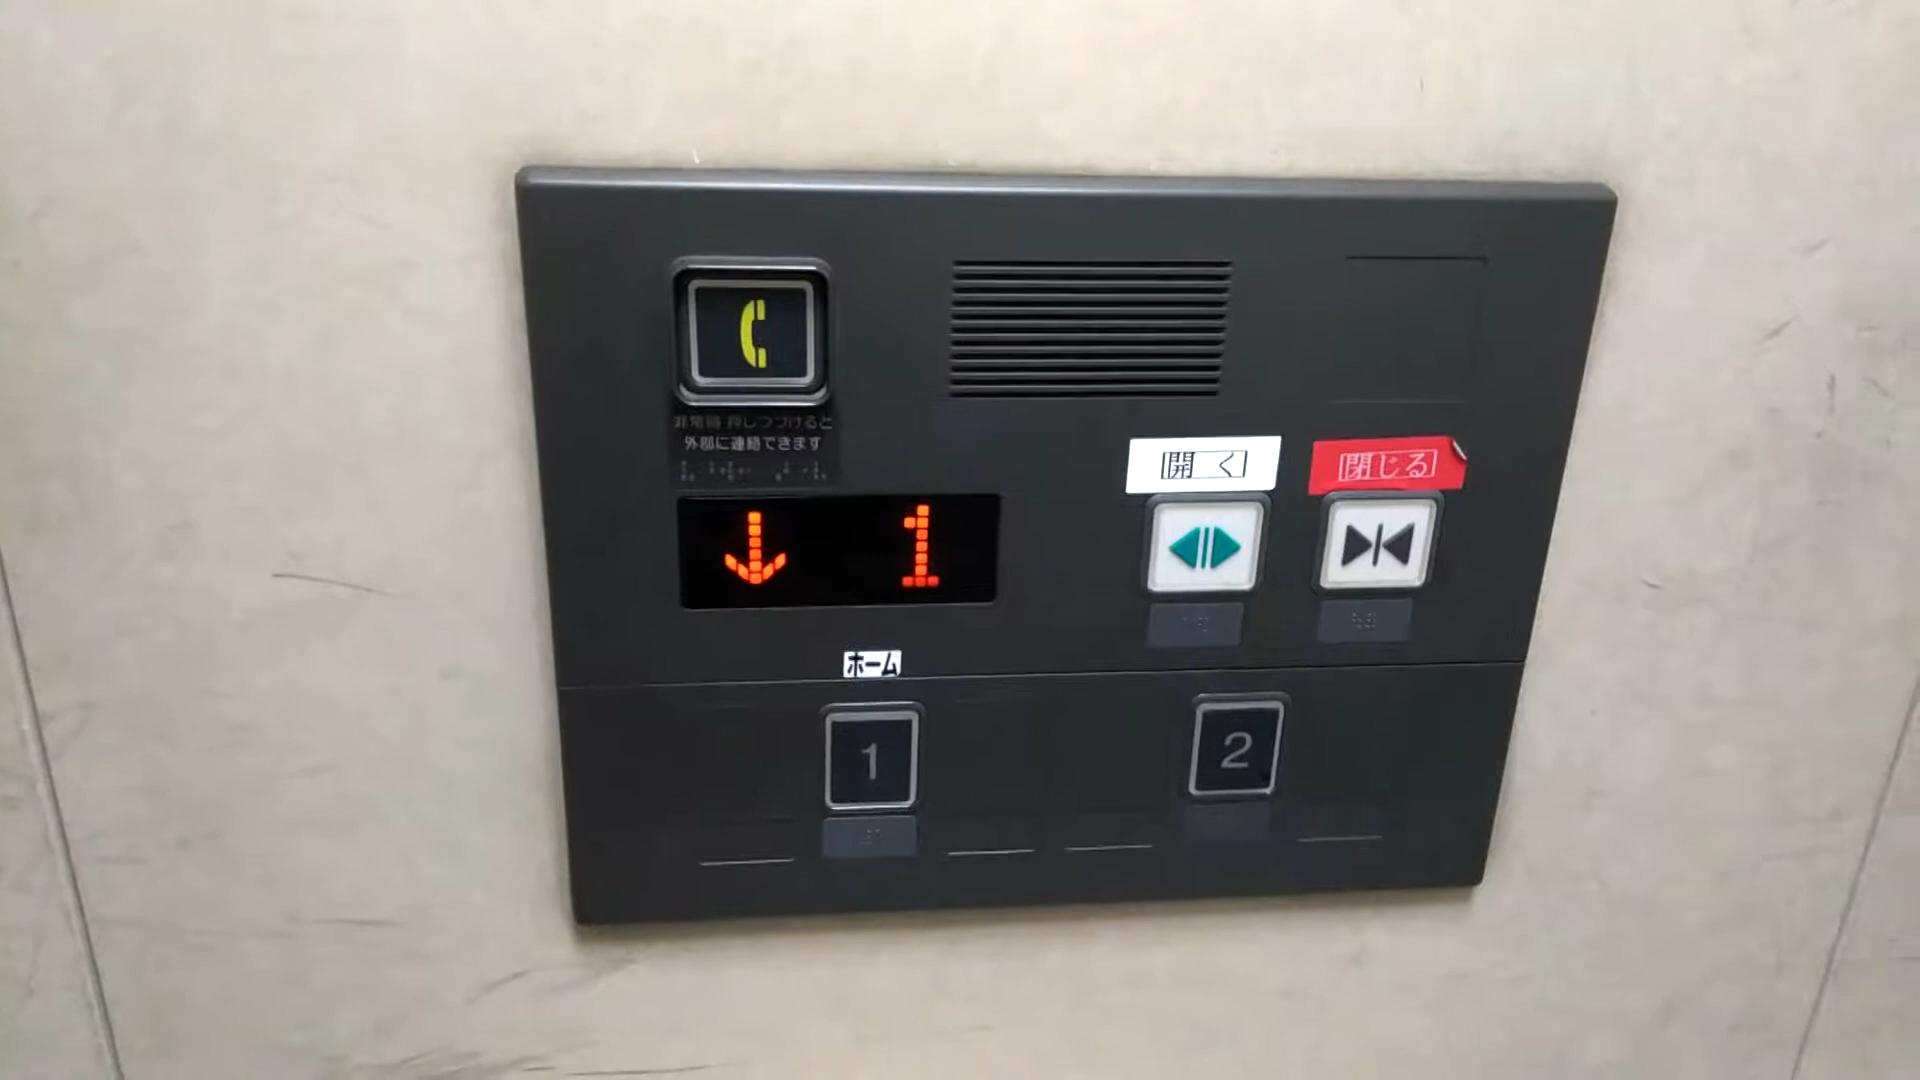 非常時 押しつづけると
外部に連絡できます
開く
閉じる
1
ホーム
1
2